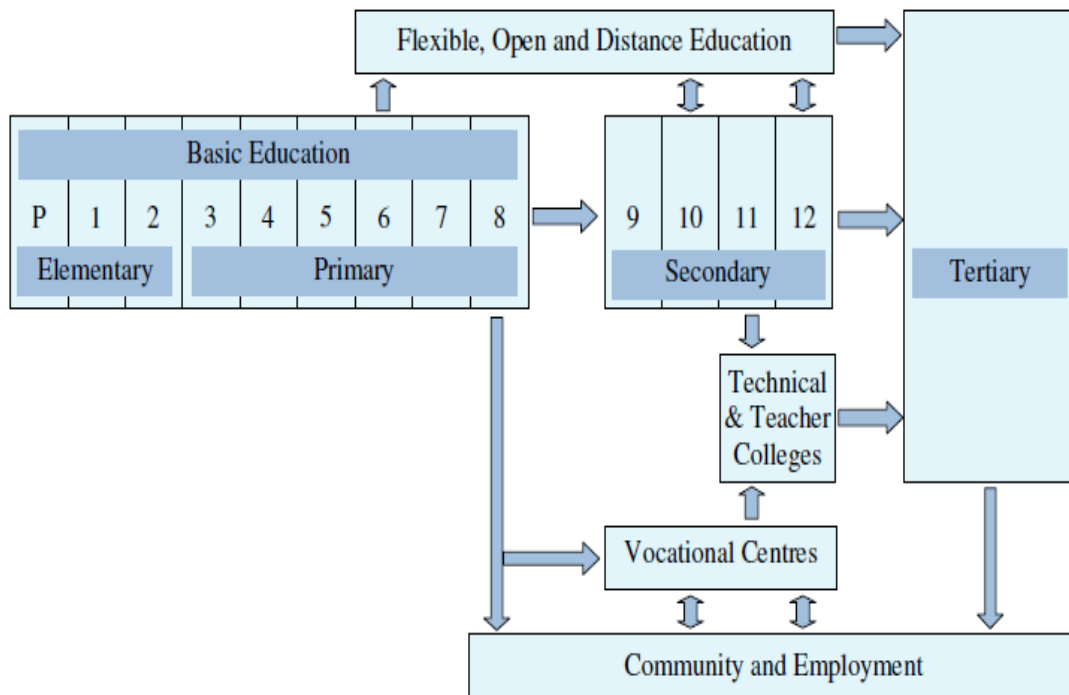 Flexible, Open and Distance Education
Basic Education
P 1 2 3 4 5 6 7 8
Elementary
Primary
9 10 11 12
Secondary
Tertiary
Technical
& Teacher
Colleges
Vocational Centres
Community and Employment